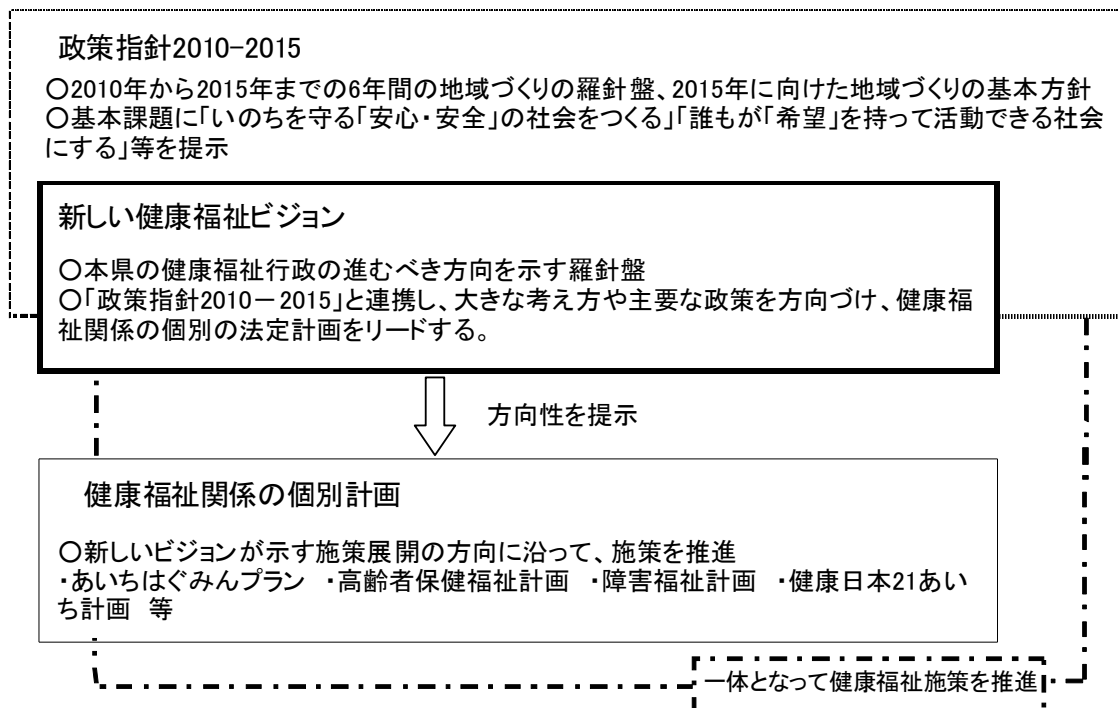 政策指針2010-2015
○2010年から2015年までの6年間の地域づくりの羅針盤、2015年に向けた地域づくりの基本方針
○基本課題に「いのちを守る「安心・安全」の社会をつくる」「誰もが「希望」を持って活動できる社会
にする」等を提示
新しい健康福祉ビジョン
○本県の健康福祉行政の進むべき方向を示す羅針盤
○「政策指針2010－2015」と連携し、大きな考え方や主要な政策を方向づけ、健康福
祉関係の個別の法定計画をリードする。
方向性を提示
健康福祉関係の個別計画
○新しいビジョンが示す施策展開の方向に沿って、施策を推進
・あいちはぐみんプラン　・高齢者保健福祉計画　・障害福祉計画　・健康日本21あい
ち計画　等
一体となって健康福祉施策を推進